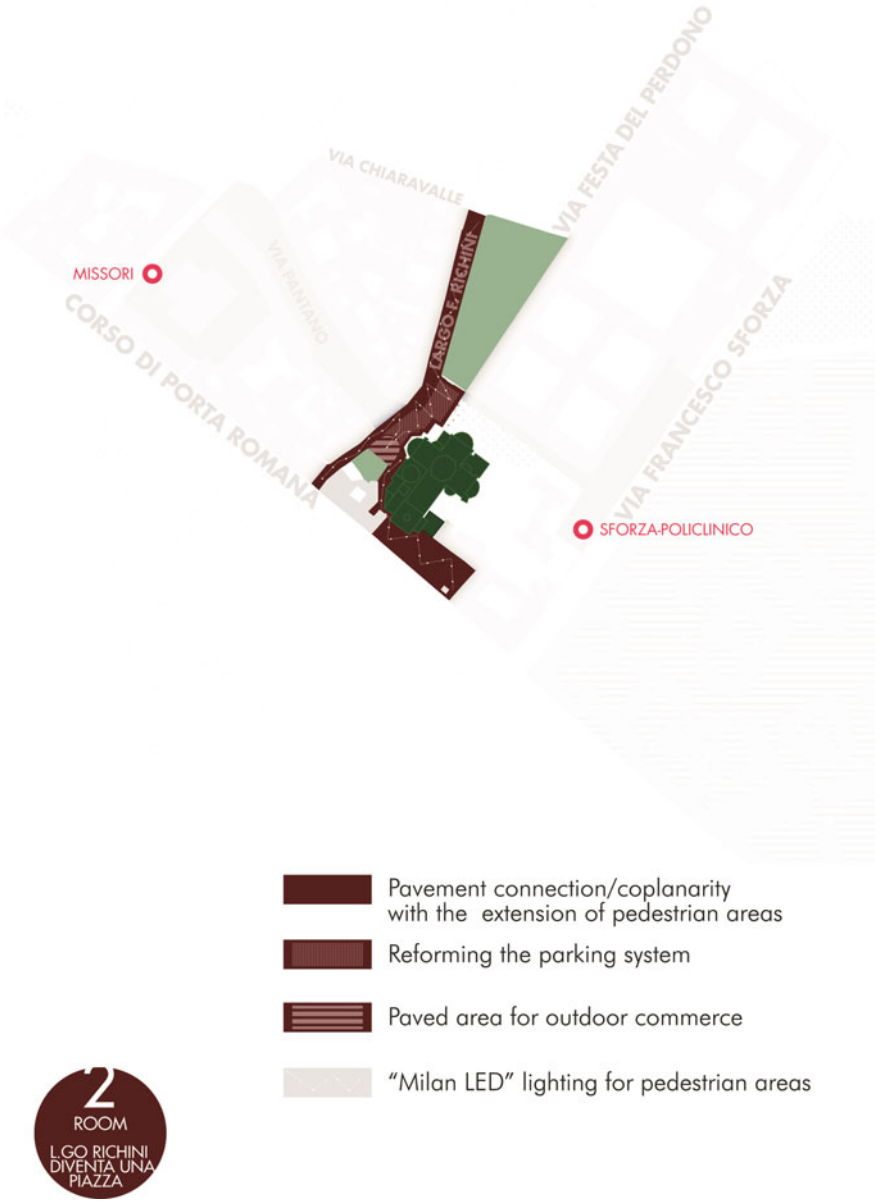 VIA FESTA DEL PERDONO
VIA CHIARAVALLE
LARGO F. RICHINI
MISSORI
VIA PANTANO
CORSO DI PORTA ROMANA
VIA FRANCESCO SFORZA
SFORZA-POLICLINICO
Pavement connection/coplanarity
with the extension of pedestrian areas
Reforming the parking system
Paved area for outdoor commerce
“Milan LED” lighting for pedestrian areas
2
ROOM
L.GO RICHINI
DIVENTA UNA
PIAZZA